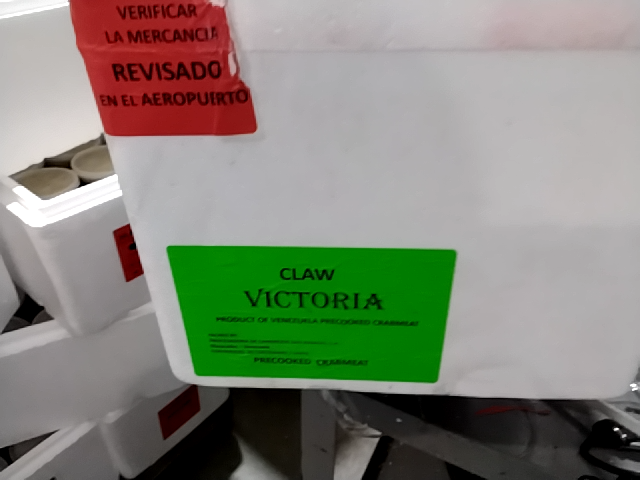 VERIFICAR
LA MERCANCIA
REVISADO
EN EL AEROPUERTO
CLAW
VICTORIA
PRODUCT OF VENEZUELA PRECOOKED CRABMEAT
PRECOOKED CRABMEAT